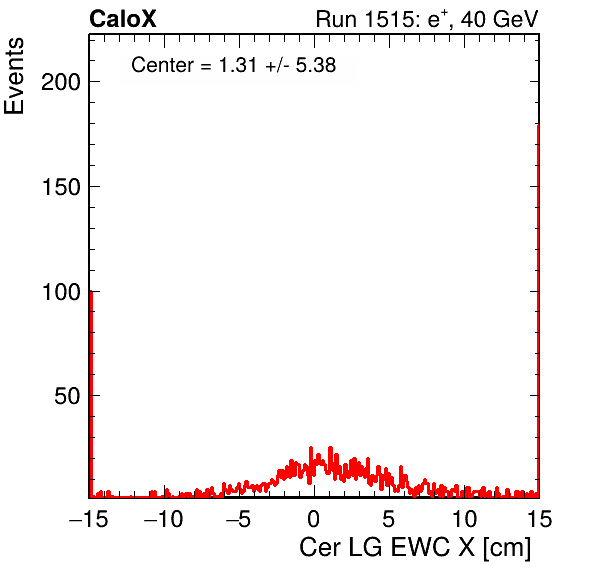 CaloX
Run 1515: e+, 40 GeV
Events
Center = 1.31 +/- 5.38
200
150
100
50
−15 −10 −5 0 5 10 15
Cer LG EWC X [cm]